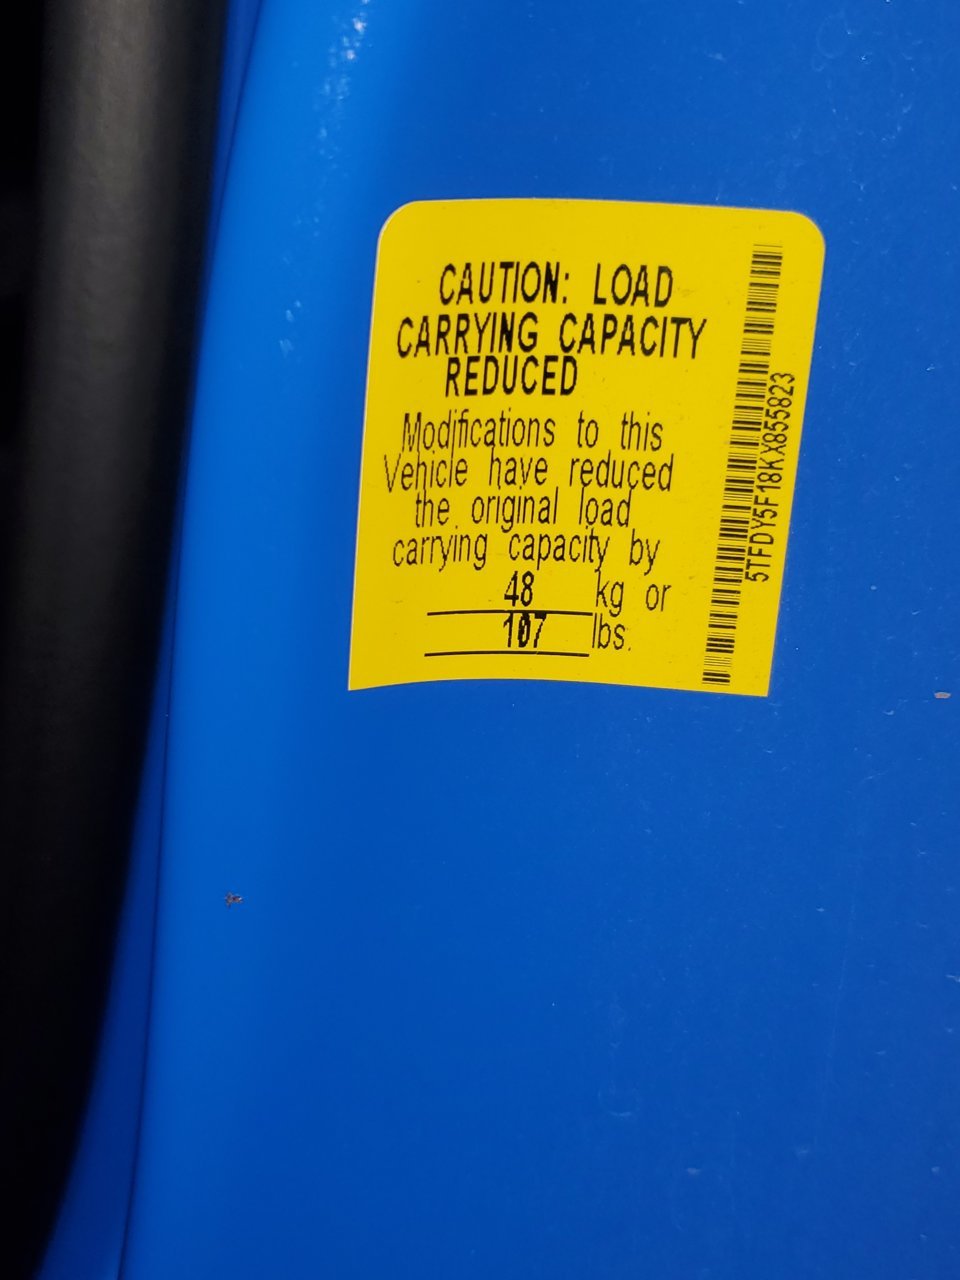 CAUTION: LOAD
CARRYING CAPACITY
REDUCED
Modifications to this
Vehicle have reduced
the original load
carrying capacity by
48 kg or
107 lbs.
5TFDY5F18KX855823